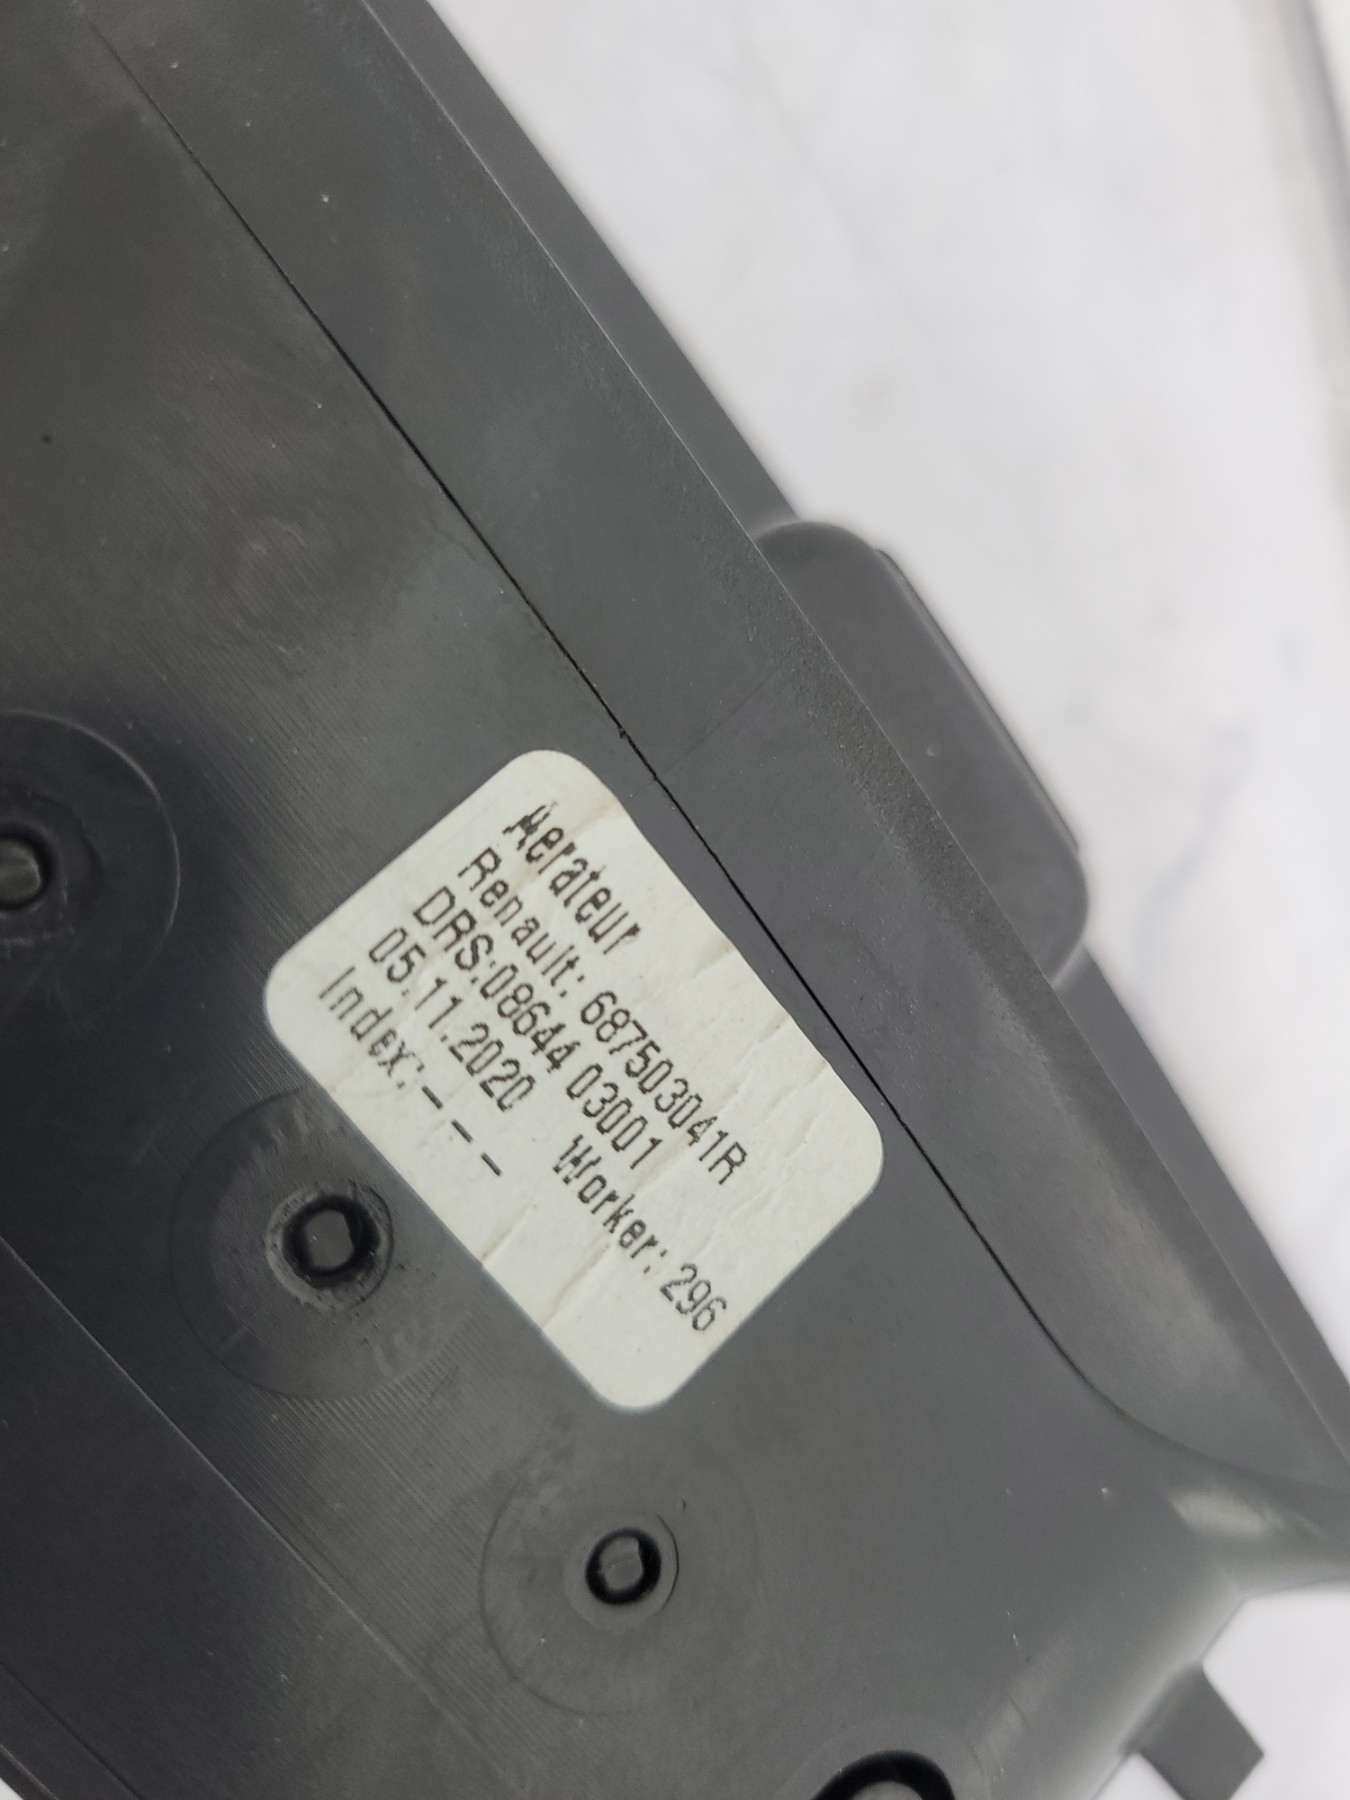 Aerateur
Renault: 687503041R
DRS:08644 03001
05.11.2020 Worker: 296
Index:---